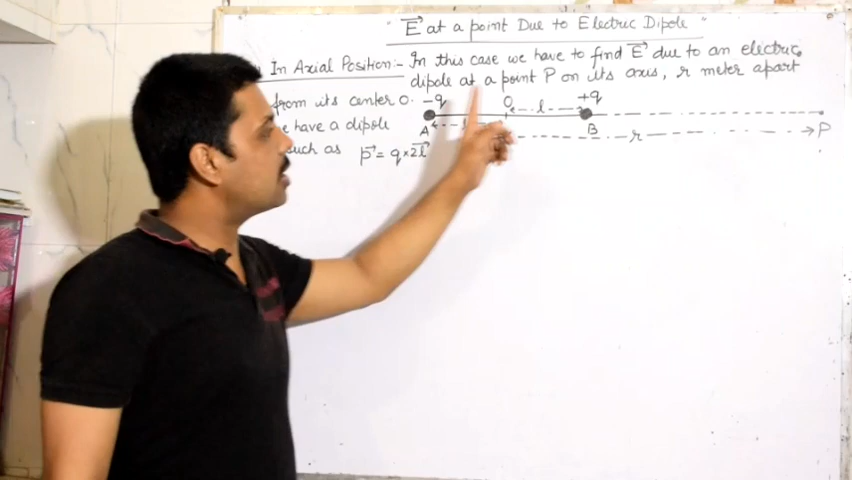 " E⃗ at a point Due to Electric Dipole "
In Axial Position:- In this case we have to find E⃗ due to an electric
dipole at a point P on its axis, r meter apart
from its center O.
-q O l +q
we have a dipole
A B r P
such as p⃗ = q×2l⃗